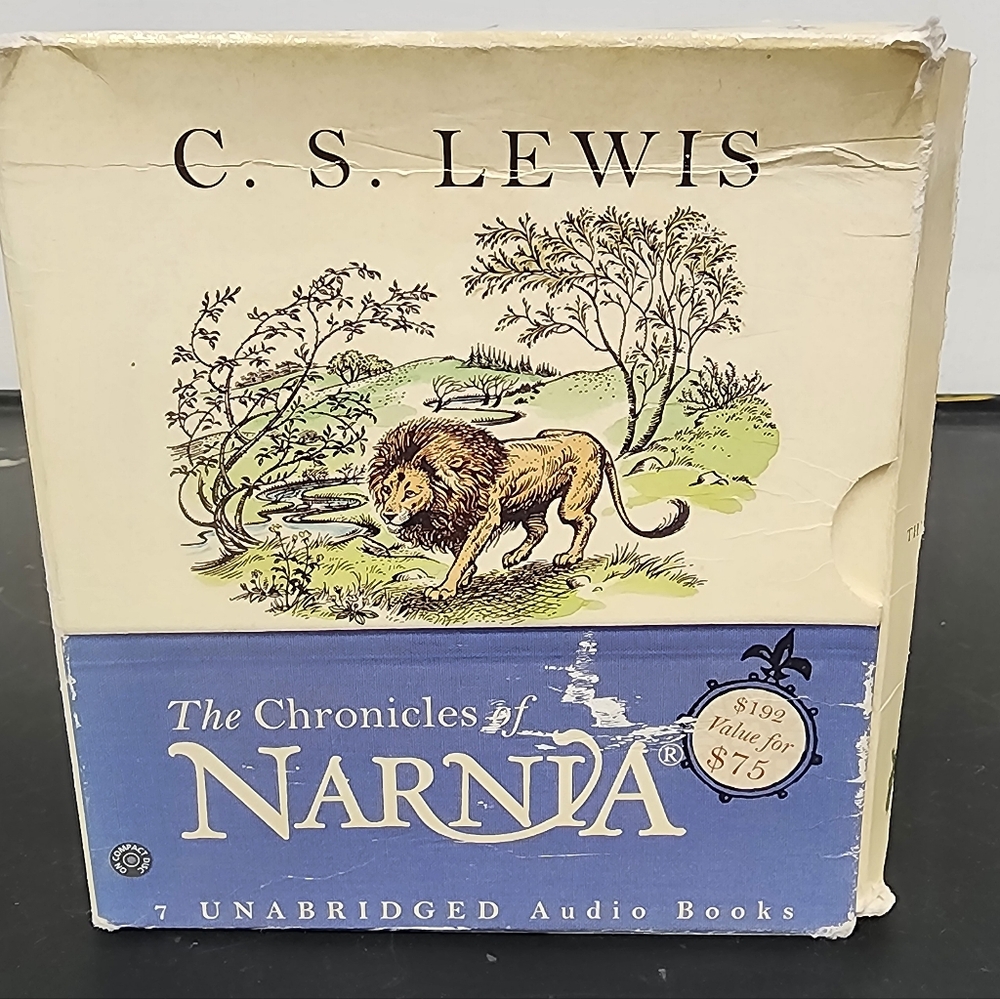 C. S. LEWIS
The Chronicles of
NARNIA®
$192
Value for
$75
ON COMPACT DISC
7 UNABRIDGED Audio Books